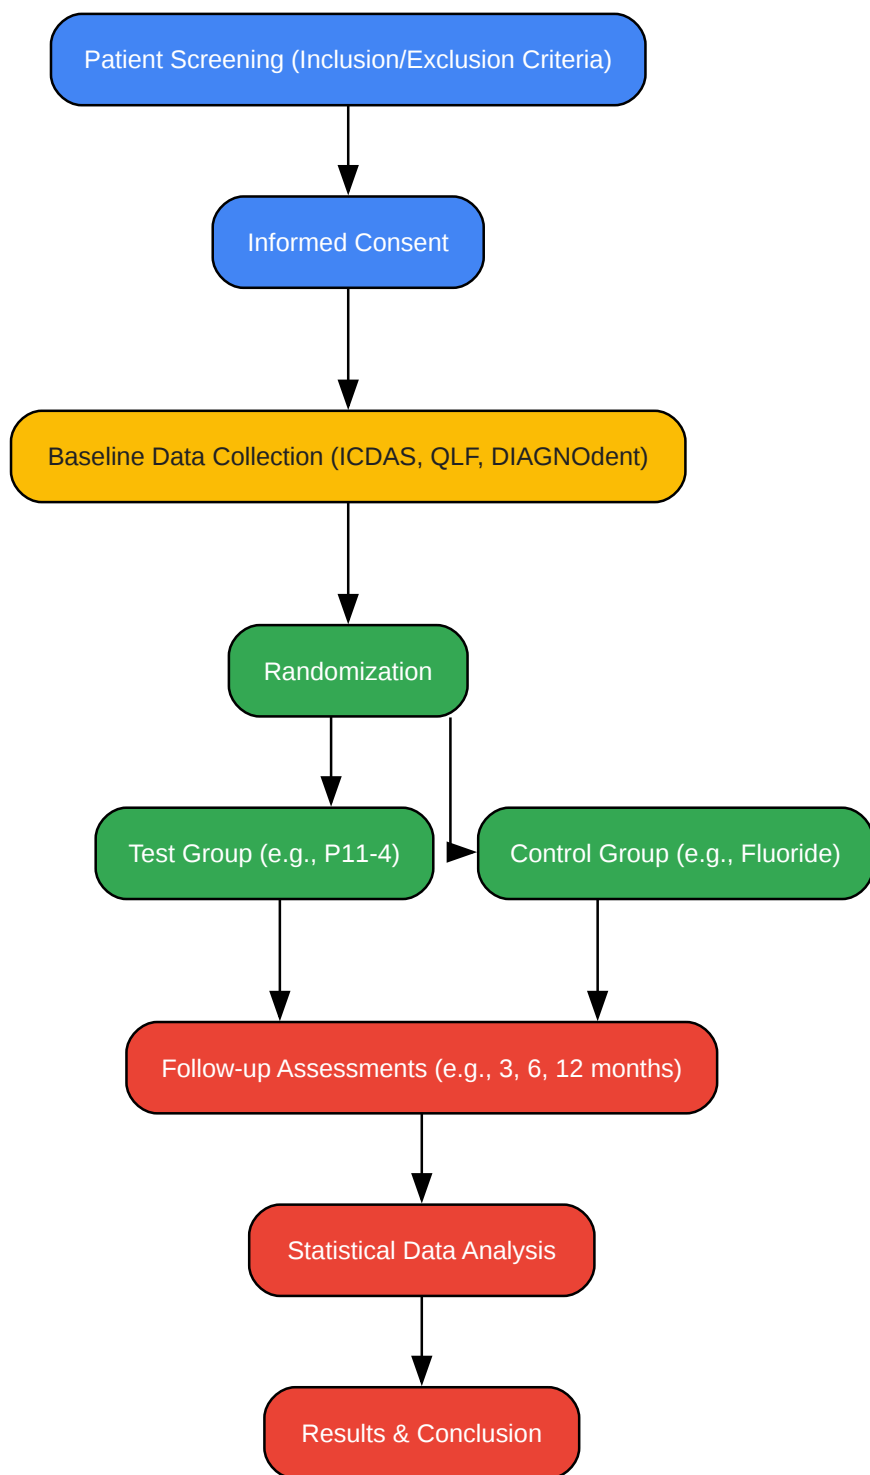 Patient Screening (Inclusion/Exclusion Criteria)
Informed Consent
Baseline Data Collection (ICDAS, QLF, DIAGNOdent)
Randomization
Test Group (e.g., P11-4)
Control Group (e.g., Fluoride)
Follow-up Assessments (e.g., 3, 6, 12 months)
Statistical Data Analysis
Results & Conclusion